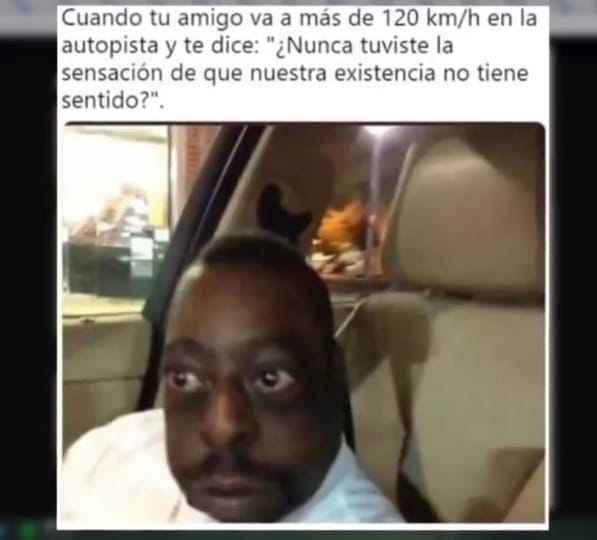 Cuando tu amigo va a más de 120 km/h en la
autopista y te dice: "¿Nunca tuviste la
sensación de que nuestra existencia no tiene
sentido?".